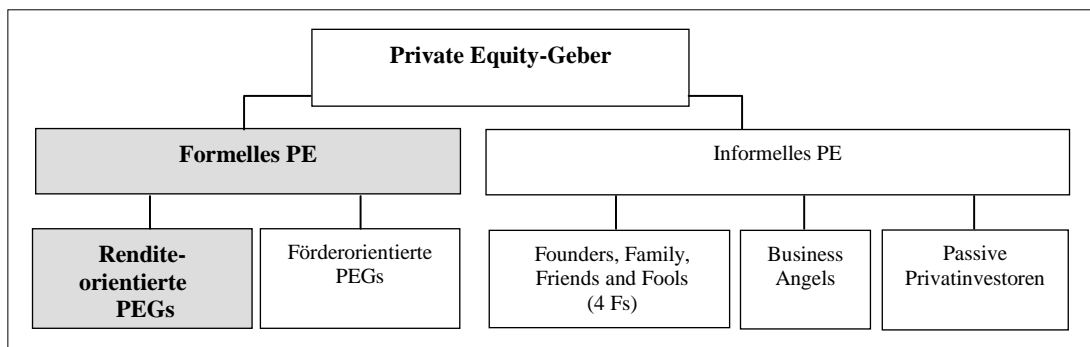 Private Equity-Geber
Formelles PE
Informelles PE
Rendite-
orientierte
PEGs
Förderorientierte
PEGs
Founders, Family,
Friends and Fools
(4 Fs)
Business
Angels
Passive
Privatinvestoren